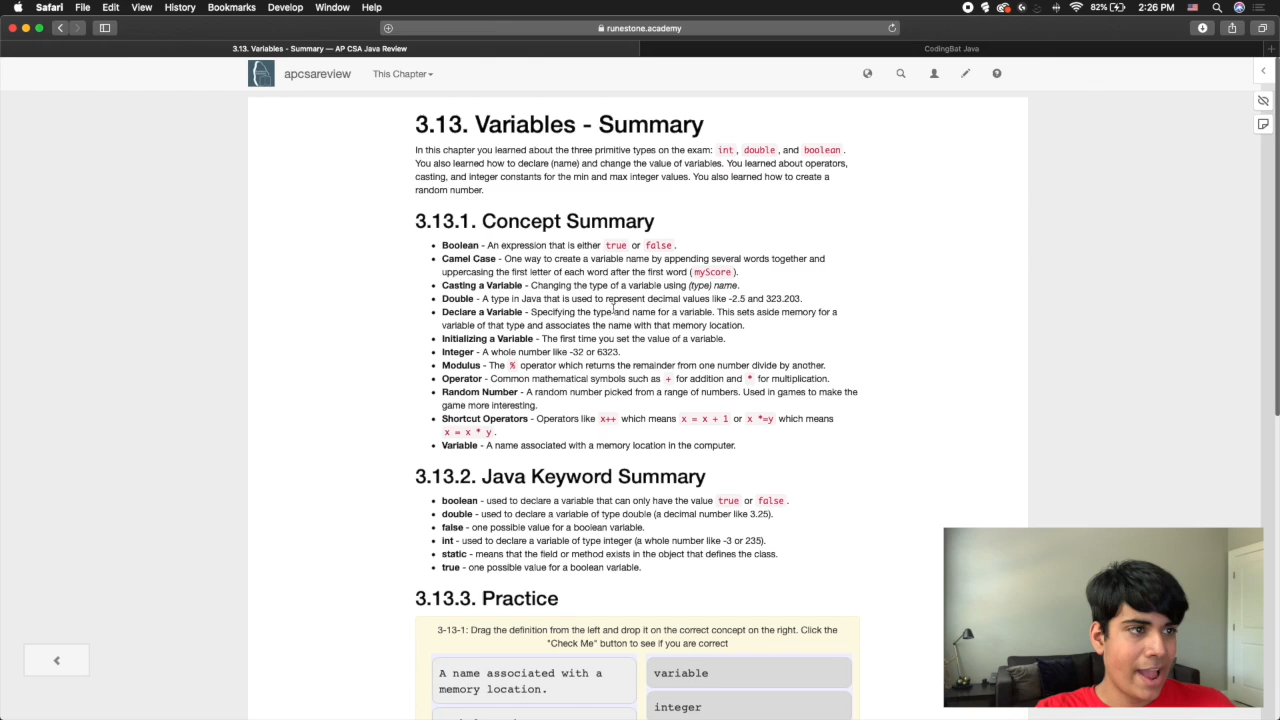 Safari File Edit View History Bookmarks Develop Window Help
82% 2:26 PM
runestone.academy
3.13. Variables - Summary — AP CSA Java Review
CodingBat Java
apcsareview This Chapter
3.13. Variables - Summary
In this chapter you learned about the three primitive types on the exam: int, double, and boolean.
You also learned how to declare (name) and change the value of variables. You learned about operators,
casting, and integer constants for the min and max integer values. You also learned how to create a
random number.
3.13.1. Concept Summary
• Boolean - An expression that is either true or false.
• Camel Case - One way to create a variable name by appending several words together and
uppercasing the first letter of each word after the first word (myScore).
• Casting a Variable - Changing the type of a variable using (type) name.
• Double - A type in Java that is used to represent decimal values like -2.5 and 323.203.
• Declare a Variable - Specifying the type and name for a variable. This sets aside memory for a
variable of that type and associates the name with that memory location.
• Initializing a Variable - The first time you set the value of a variable.
• Integer - A whole number like -32 or 6323.
• Modulus - The % operator which returns the remainder from one number divide by another.
• Operator - Common mathematical symbols such as + for addition and * for multiplication.
• Random Number - A random number picked from a range of numbers. Used in games to make the
game more interesting.
• Shortcut Operators - Operators like x++ which means x = x + 1 or x *=y which means
x = x * y.
• Variable - A name associated with a memory location in the computer.
3.13.2. Java Keyword Summary
• boolean - used to declare a variable that can only have the value true or false.
• double - used to declare a variable of type double (a decimal number like 3.25).
• false - one possible value for a boolean variable.
• int - used to declare a variable of type integer (a whole number like -3 or 235).
• static - means that the field or method exists in the object that defines the class.
• true - one possible value for a boolean variable.
3.13.3. Practice
3-13-1: Drag the definition from the left and drop it on the correct concept on the right. Click the
"Check Me" button to see if you are correct
A name associated with a
memory location.
variable
integer